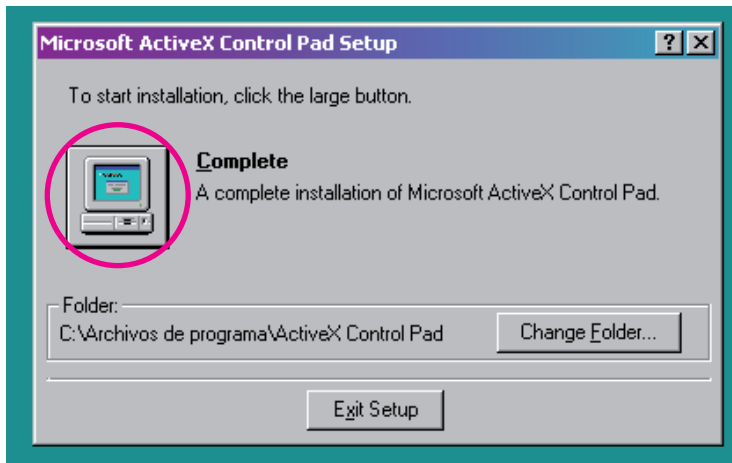 Microsoft ActiveX Control Pad Setup
To start installation, click the large button.
Complete
A complete installation of Microsoft ActiveX Control Pad.
Folder:
C:\Archivos de programa\ActiveX Control Pad
Change Folder...
Exit Setup